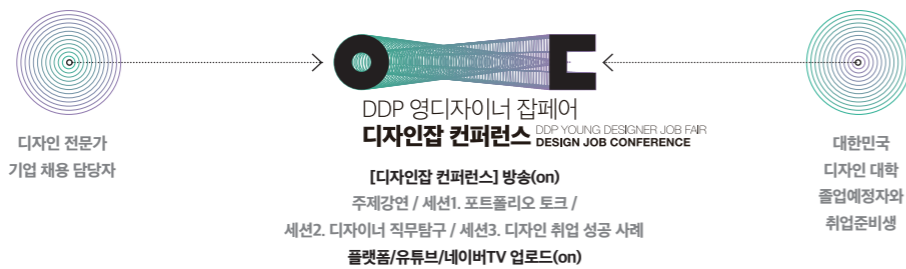 디자인 전문가
기업 채용 담당자
DDP 영디자이너 잡페어
디자인잡 컨퍼런스 DDP YOUNG DESIGNER JOB FAIR
DESIGN JOB CONFERENCE
[디자인잡 컨퍼런스] 방송(on)
주제강연 / 세션1. 포트폴리오 토크 /
세션2. 디자이너 직무탐구 / 세션3. 디자인 취업 성공 사례
플랫폼/유튜브/네이버TV 업로드(on)
대한민국
디자인 대학
졸업예정자와
취업준비생